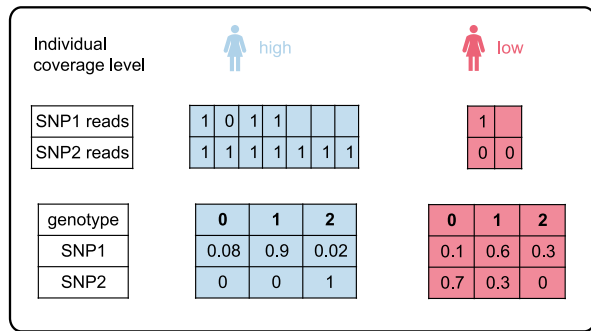 Individual
coverage level
high
low
SNP1 reads 1 0 1 1 1
SNP2 reads 1 1 1 1 1 1 1 0 0
genotype 0 1 2 0 1 2
SNP1 0.08 0.9 0.02 0.1 0.6 0.3
SNP2 0 0 1 0.7 0.3 0